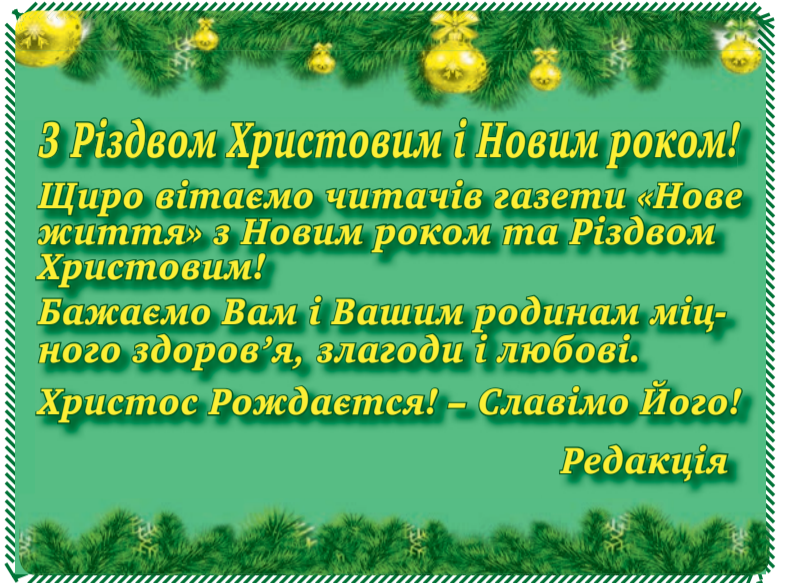 З Різдвом Христовим і Новим роком!
Щиро вітаємо читачів газети «Нове
життя» з Новим роком та Різдвом
Христовим!
Бажаємо Вам і Вашим родинам міц-
ного здоров’я, злагоди і любові.
Христос Рождається! – Славімо Його!
Редакція